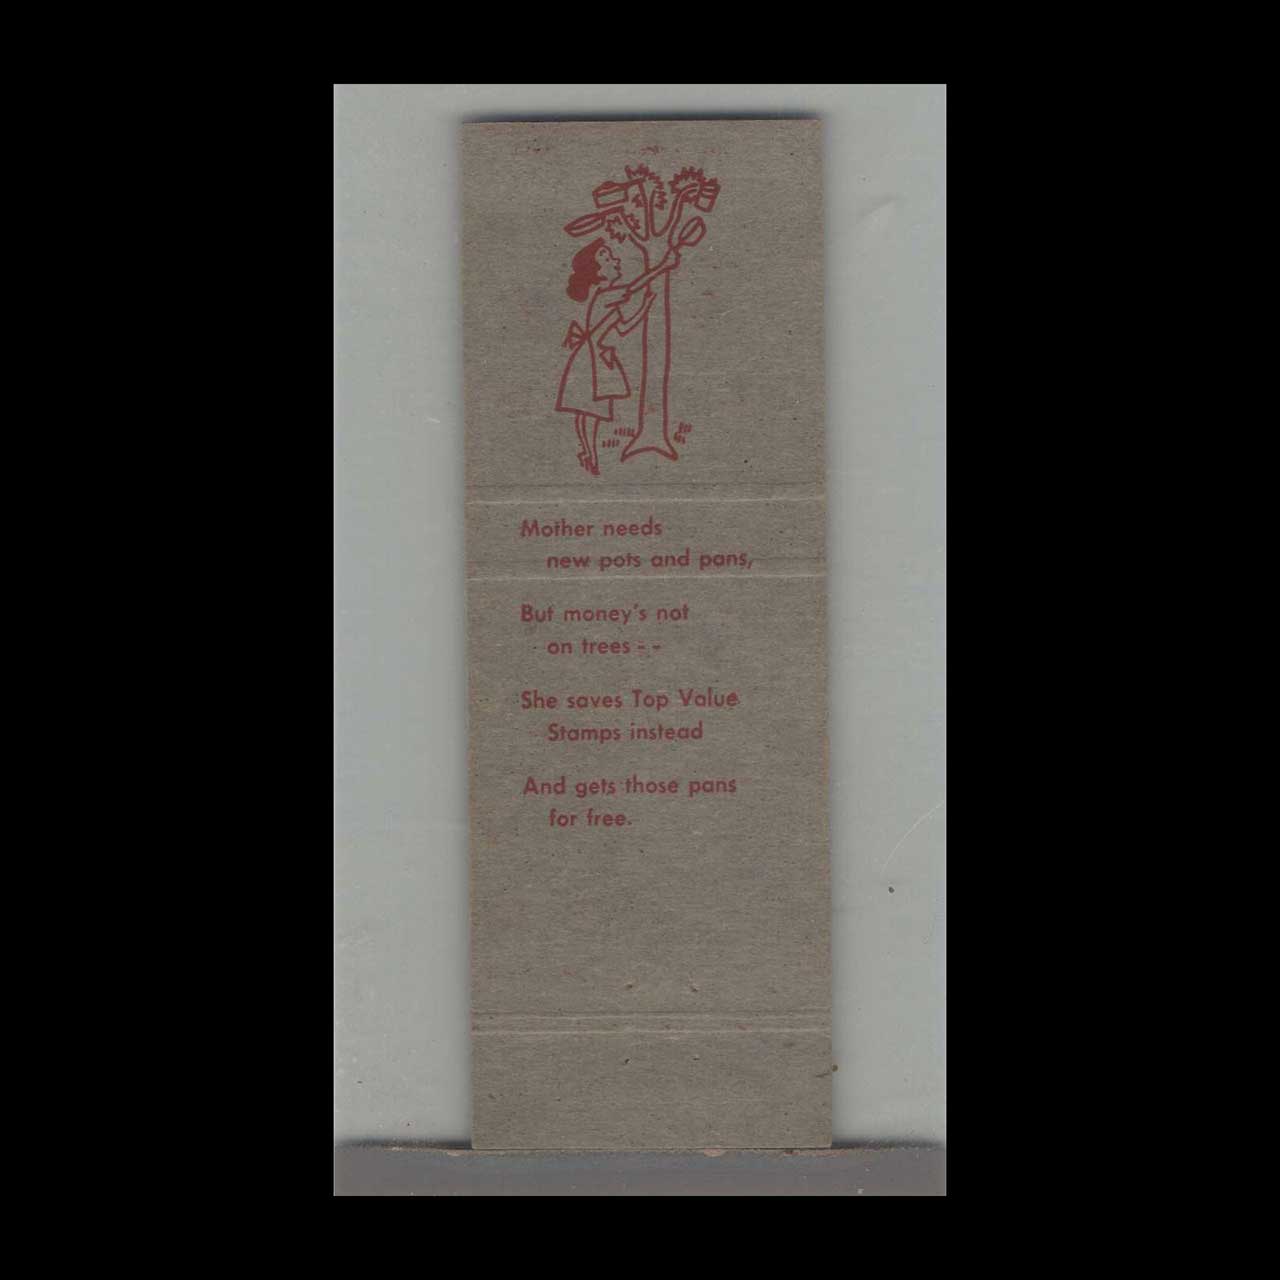 Mother needs
new pots and pans,
But money's not
on trees - -
She saves Top Value
Stamps instead
And gets those pans
for free.